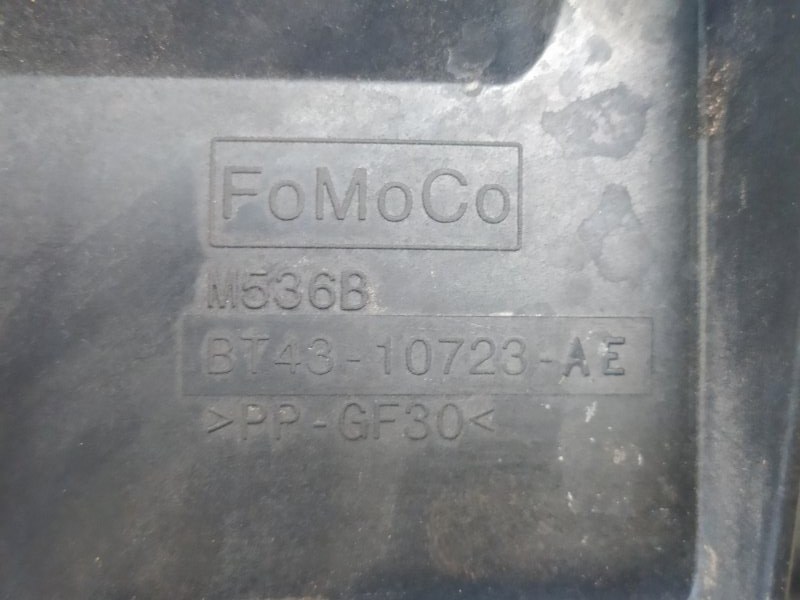 FoMoCo
M536B
BT43-10723-AE
>PP-GF30<